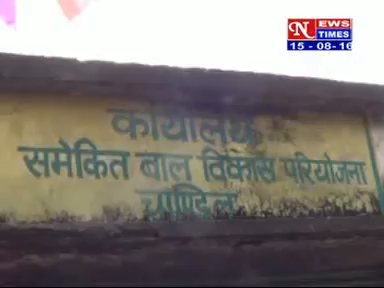 NEWS
TIMES
15-08-16
कार्यालय
समेकित बाल विकास परियोजना
चाण्डिल